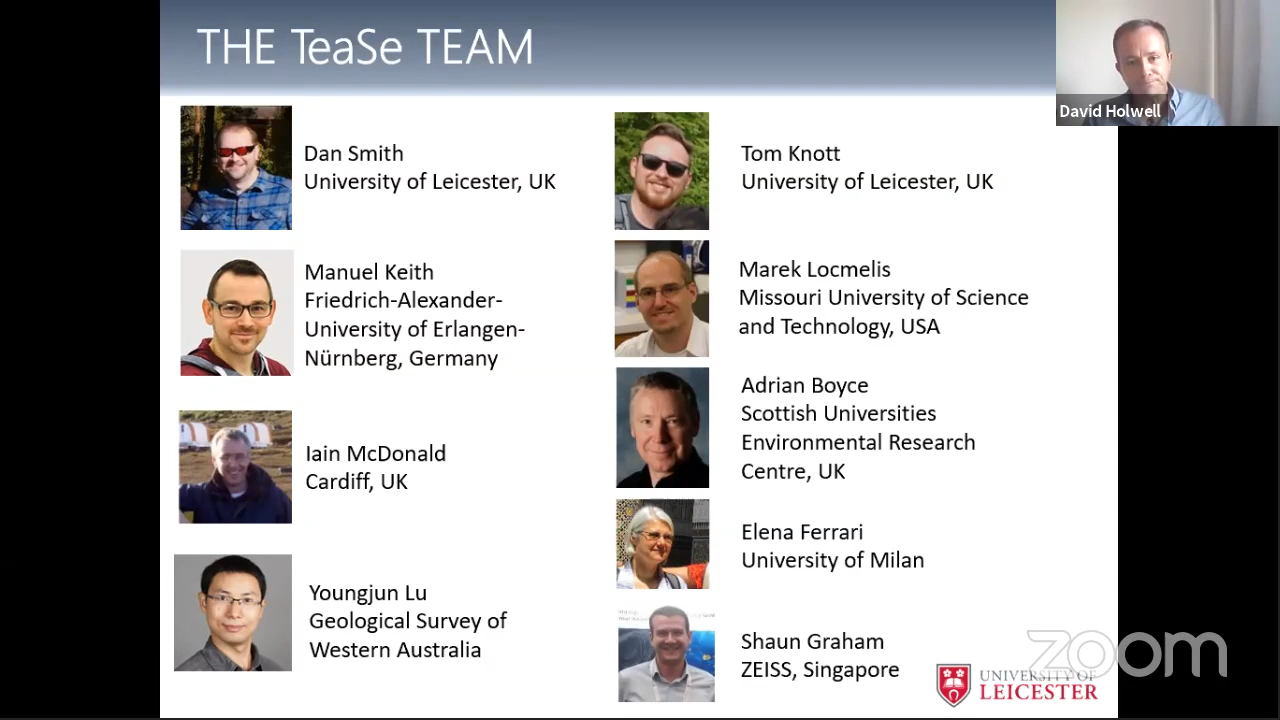 THE TeaSe TEAM
David Holwell
Dan Smith
University of Leicester, UK
Manuel Keith
Friedrich-Alexander-
University of Erlangen-
Nürnberg, Germany
Iain McDonald
Cardiff, UK
Youngjun Lu
Geological Survey of
Western Australia
Tom Knott
University of Leicester, UK
Marek Locmelis
Missouri University of Science
and Technology, USA
Adrian Boyce
Scottish Universities
Environmental Research
Centre, UK
Elena Ferrari
University of Milan
Shaun Graham
ZEISS, Singapore
zoom
UNIVERSITY OF
LEICESTER